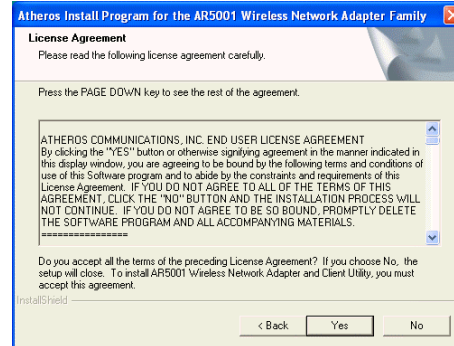 Atheros Install Program for the AR5001 Wireless Network Adapter Family
License Agreement
Please read the following license agreement carefully.
Press the PAGE DOWN key to see the rest of the agreement.
ATHEROS COMMUNICATIONS, INC. END USER LICENSE AGREEMENT
By clicking the "YES" button or otherwise signifying agreement in the manner indicated in
this display window, you are agreeing to be bound by the following terms and conditions of
use of this Software program and to abide by the constraints and requirements of this
License Agreement. IF YOU DO NOT AGREE TO ALL OF THE TERMS OF THIS
AGREEMENT, CLICK THE "NO" BUTTON AND THE INSTALLATION PROCESS WILL
NOT CONTINUE. IF YOU DO NOT AGREE TO BE SO BOUND, PROMPTLY DELETE
THE SOFTWARE PROGRAM AND ALL ACCOMPANYING MATERIALS.
================
Do you accept all the terms of the preceding License Agreement? If you choose No, the
setup will close. To install AR5001 Wireless Network Adapter and Client Utility, you must
accept this agreement.
InstallShield
< Back Yes No